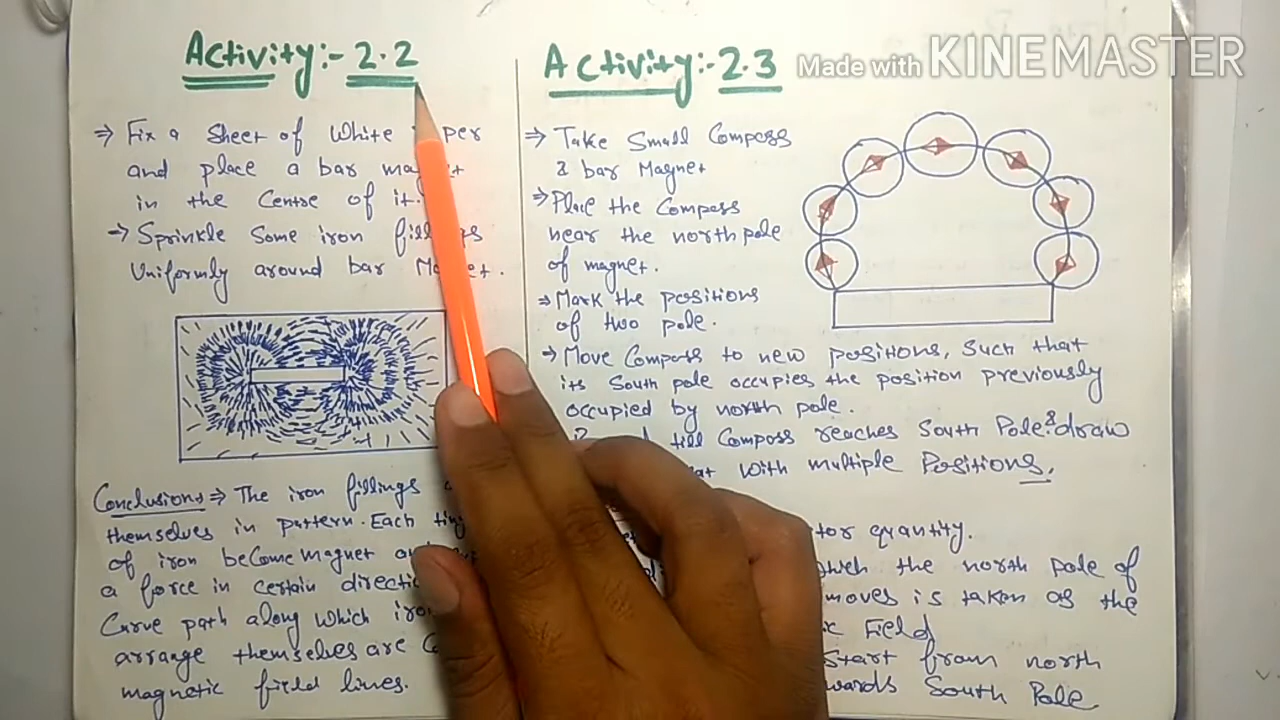 Activity:- 2.2
⇒ Fix a Sheet of White per
and place a bar magnet
in the Centre of it.
→ Sprinkle Some iron fillings
Uniformly around bar Magnet.
Conclusions ⇒ The iron fillings
themselves in pattern. Each
of iron become magnet
a force in certain
Curve path along which
arrange themselves are
magnetic field lines.
Activity:- 2.3
⇒ Take Small Compass
& bar Magnet
⇒ Place the Compass
near the north pole
of magnet.
⇒ Mark the positions
of two pole.
→ Move Compass to new positions, Such that
its South pole occupies the position previously
occupied by north pole.
till Compass reaches South Pole & draw
with multiple Positions.
quantity.
the north pole of
moves is taken as the
Field
Start from north
South Pole
Made with KINEMASTER